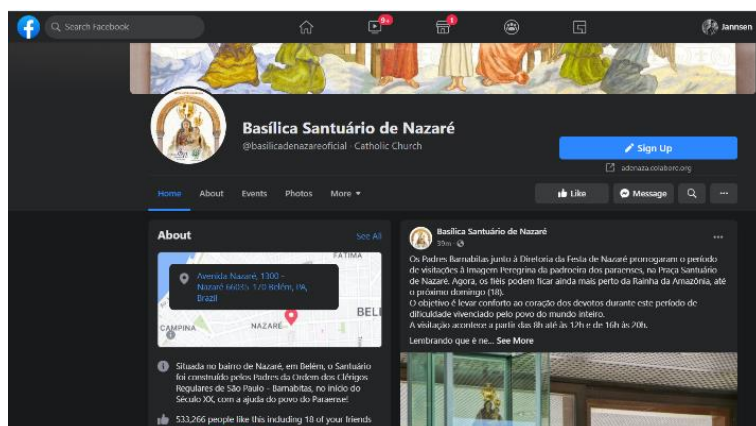 Search Facebook
9+
1
Jannsen
Basílica Santuário de Nazaré
@basilicadenazareoficial · Catholic Church
Sign Up
adenaza.colabore.org
Home
About
Events
Photos
More
Like
Message
About
See All
FATIMA
Avenida Nazaré, 1300 -
Nazaré 66035-170 Belém, PA,
Brazil
BEL
CAMPINA
NAZARÉ
Situada no bairro de Nazaré, em Belém, o Santuário
foi construído pelos Padres da Ordem dos Clérigos
Regulares de São Paulo - Barnabitas, no início do
Século XX, com a ajuda do povo do Paraense!
533,266 people like this including 18 of your friends
Basílica Santuário de Nazaré
39m ·
Os Padres Barnabitas junto à Diretoria da Festa de Nazaré prorrogaram o período
de visitações à Imagem Peregrina da padroeira dos paraenses, na Praça Santuário
de Nazaré. Agora, os fiéis podem ficar ainda mais perto da Rainha da Amazônia, até
o próximo domingo (18).
O objetivo é levar conforto ao coração dos devotos durante este período de
dificuldade vivenciado pelo povo do mundo inteiro.
A visitação acontece a partir das 8h até às 12h e de 16h às 20h.
Lembrando que é ne... See More